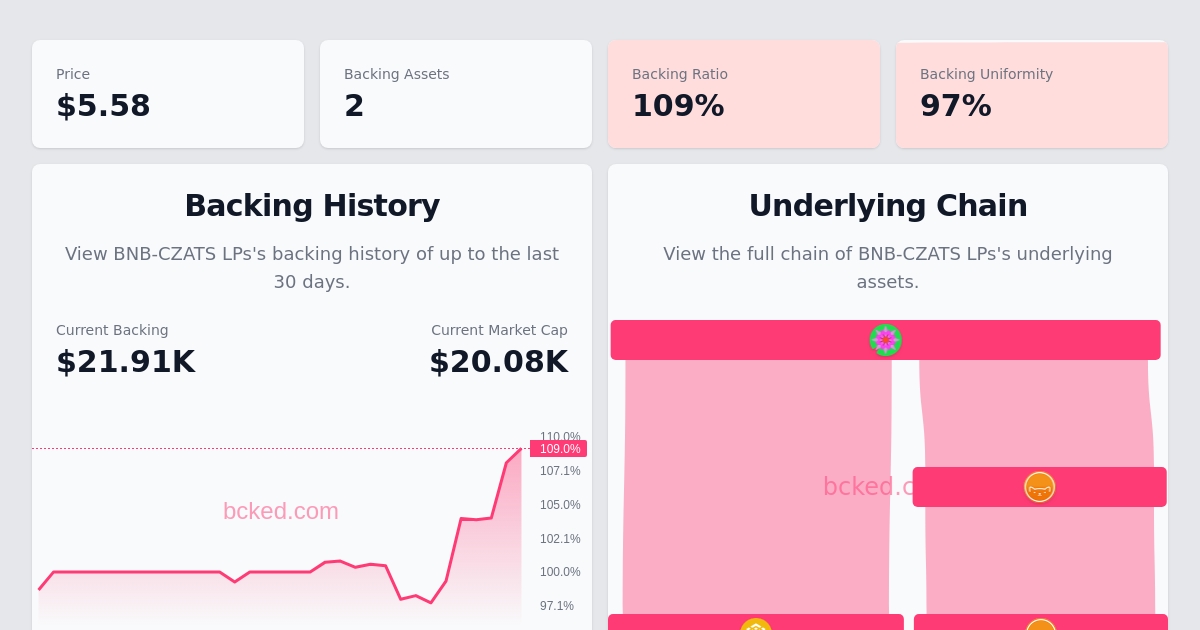 Price
$5.58
Backing Assets
2
Backing Ratio
109%
Backing Uniformity
97%
Backing History
View BNB-CZATS LPs's backing history of up to the last
30 days.
Current Backing
$21.91K
Current Market Cap
$20.08K
110.0%
109.0%
107.1%
105.0%
102.1%
100.0%
97.1%
bcked.com
Underlying Chain
View the full chain of BNB-CZATS LPs's underlying
assets.
bcked.c